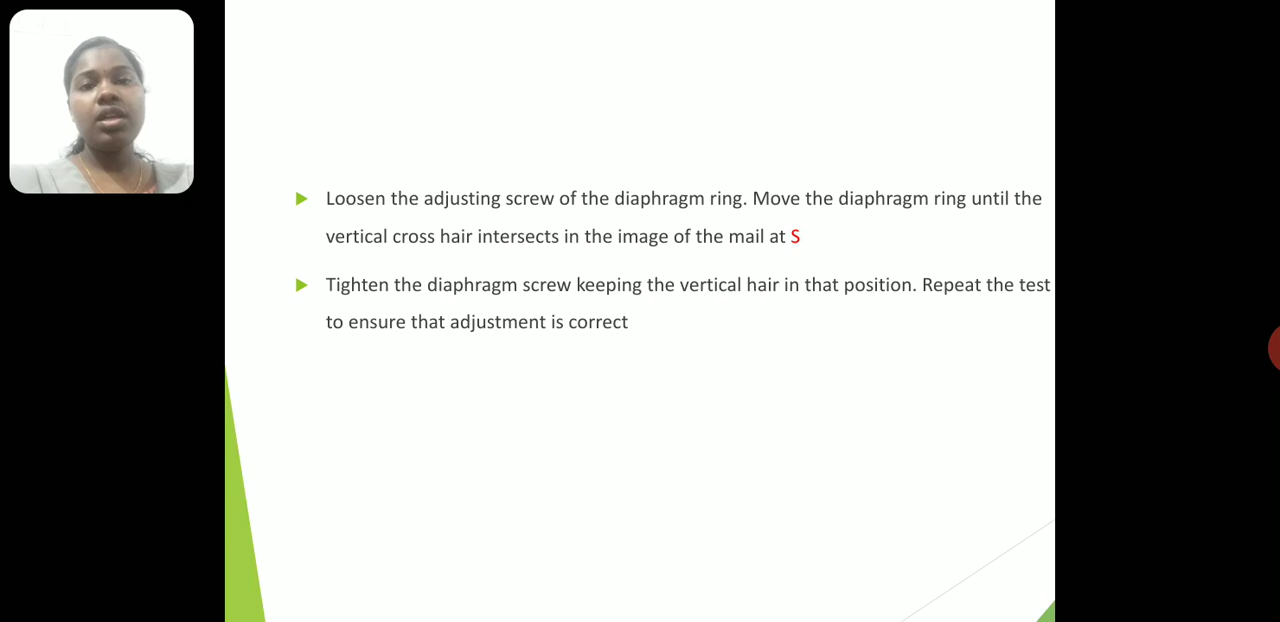 Loosen the adjusting screw of the diaphragm ring. Move the diaphragm ring until the
vertical cross hair intersects in the image of the mail at S
Tighten the diaphragm screw keeping the vertical hair in that position. Repeat the test
to ensure that adjustment is correct